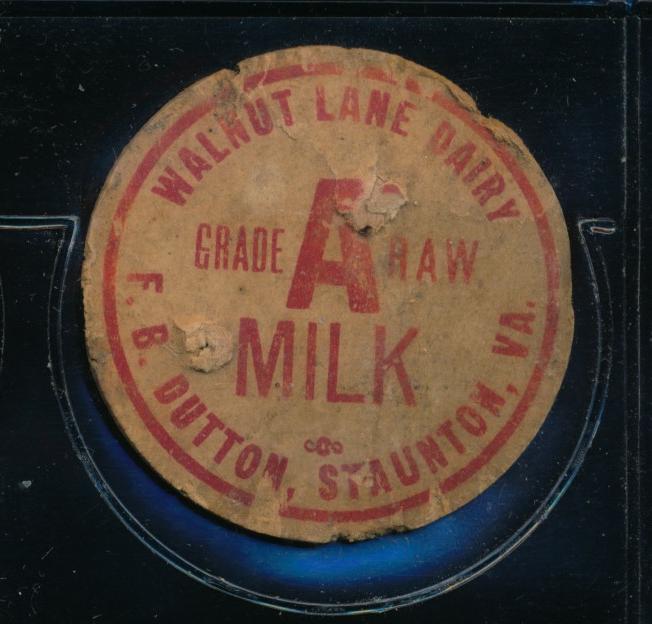 WALNUT LANE DAIRY
GRADE A RAW
MILK
F. B. DUTTON, STAUNTON, VA.